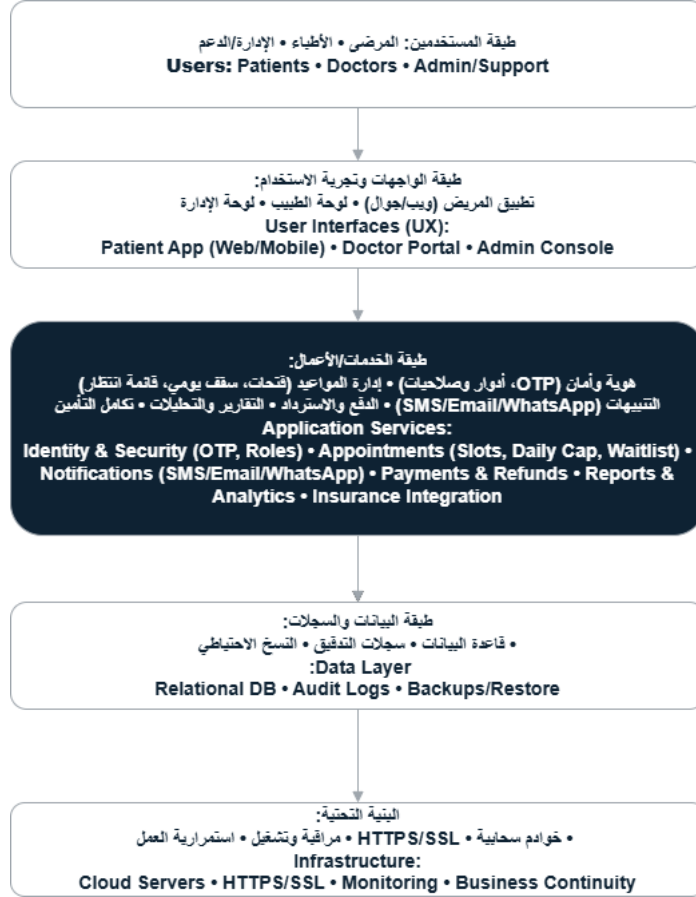 طبقة المستخدمين: المرضى • الأطباء • الإدارة/الدعم
Users: Patients • Doctors • Admin/Support
طبقة الواجهات وتجربة الاستخدام:
تطبيق المريض (ويب/جوال) • لوحة الطبيب • لوحة الإدارة
User Interfaces (UX):
Patient App (Web/Mobile) • Doctor Portal • Admin Console
طبقة الخدمات/الأعمال:
هوية وأمان (OTP، أدوار وصلاحيات) • إدارة المواعيد (فتحات، سقف يومي، قائمة انتظار)
التنبيهات (SMS/Email/WhatsApp) • الدفع والاسترداد • التقارير والتحليلات • تكامل التأمين
Application Services:
Identity & Security (OTP, Roles) • Appointments (Slots, Daily Cap, Waitlist) •
Notifications (SMS/Email/WhatsApp) • Payments & Refunds • Reports &
Analytics • Insurance Integration
طبقة البيانات والسجلات:
• قاعدة البيانات • سجلات التدقيق • النسخ الاحتياطي
:Data Layer
Relational DB • Audit Logs • Backups/Restore
البنية التحتية:
• خوادم سحابية • HTTPS/SSL • مراقبة وتشغيل • استمرارية العمل
Infrastructure:
Cloud Servers • HTTPS/SSL • Monitoring • Business Continuity